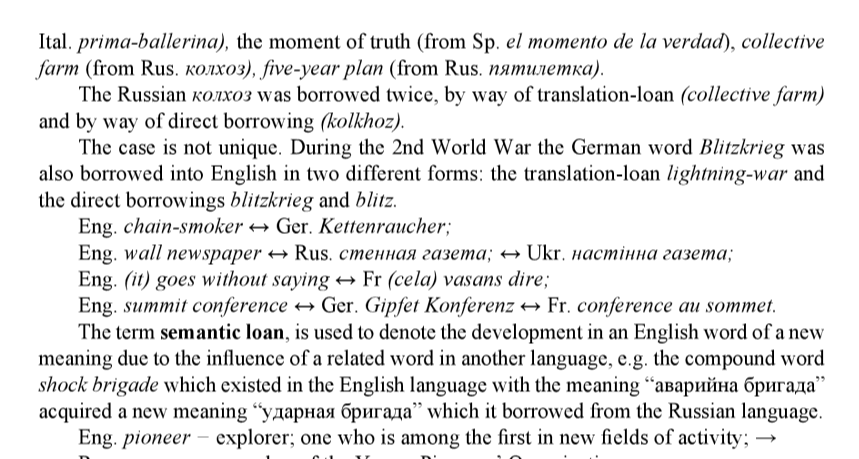 Ital. prima-ballerina), the moment of truth (from Sp. el momento de la verdad), collective
farm (from Rus. колхоз), five-year plan (from Rus. пятилетка).
The Russian колхоз was borrowed twice, by way of translation-loan (collective farm)
and by way of direct borrowing (kolkhoz).
The case is not unique. During the 2nd World War the German word Blitzkrieg was
also borrowed into English in two different forms: the translation-loan lightning-war and
the direct borrowings blitzkrieg and blitz.
Eng. chain-smoker ↔ Ger. Kettenraucher;
Eng. wall newspaper ↔ Rus. стенная газета; ↔ Ukr. настінна газета;
Eng. (it) goes without saying ↔ Fr (cela) vasans dire;
Eng. summit conference ↔ Ger. Gipfet Konferenz ↔ Fr. conference au sommet.
The term semantic loan, is used to denote the development in an English word of a new
meaning due to the influence of a related word in another language, e.g. the compound word
shock brigade which existed in the English language with the meaning “аварийна бригада”
acquired a new meaning “ударная бригада” which it borrowed from the Russian language.
Eng. pioneer – explorer; one who is among the first in new fields of activity; →